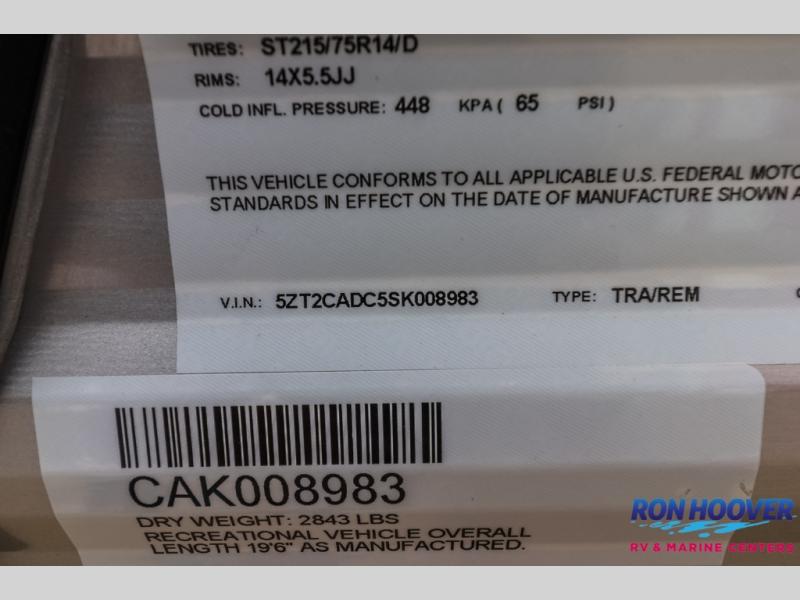 TIRES: ST215/75R14/D
RIMS: 14X5.5JJ
COLD INFL. PRESSURE: 448 KPA ( 65 PSI )
THIS VEHICLE CONFORMS TO ALL APPLICABLE U.S. FEDERAL MOTO
STANDARDS IN EFFECT ON THE DATE OF MANUFACTURE SHOWN A
V.I.N.: 5ZT2CADC5SK008983 TYPE: TRA/REM
CAK008983
DRY WEIGHT: 2843 LBS
RECREATIONAL VEHICLE OVERALL
LENGTH 19'6" AS MANUFACTURED.
RON HOOVER
RV & MARINE CENTERS